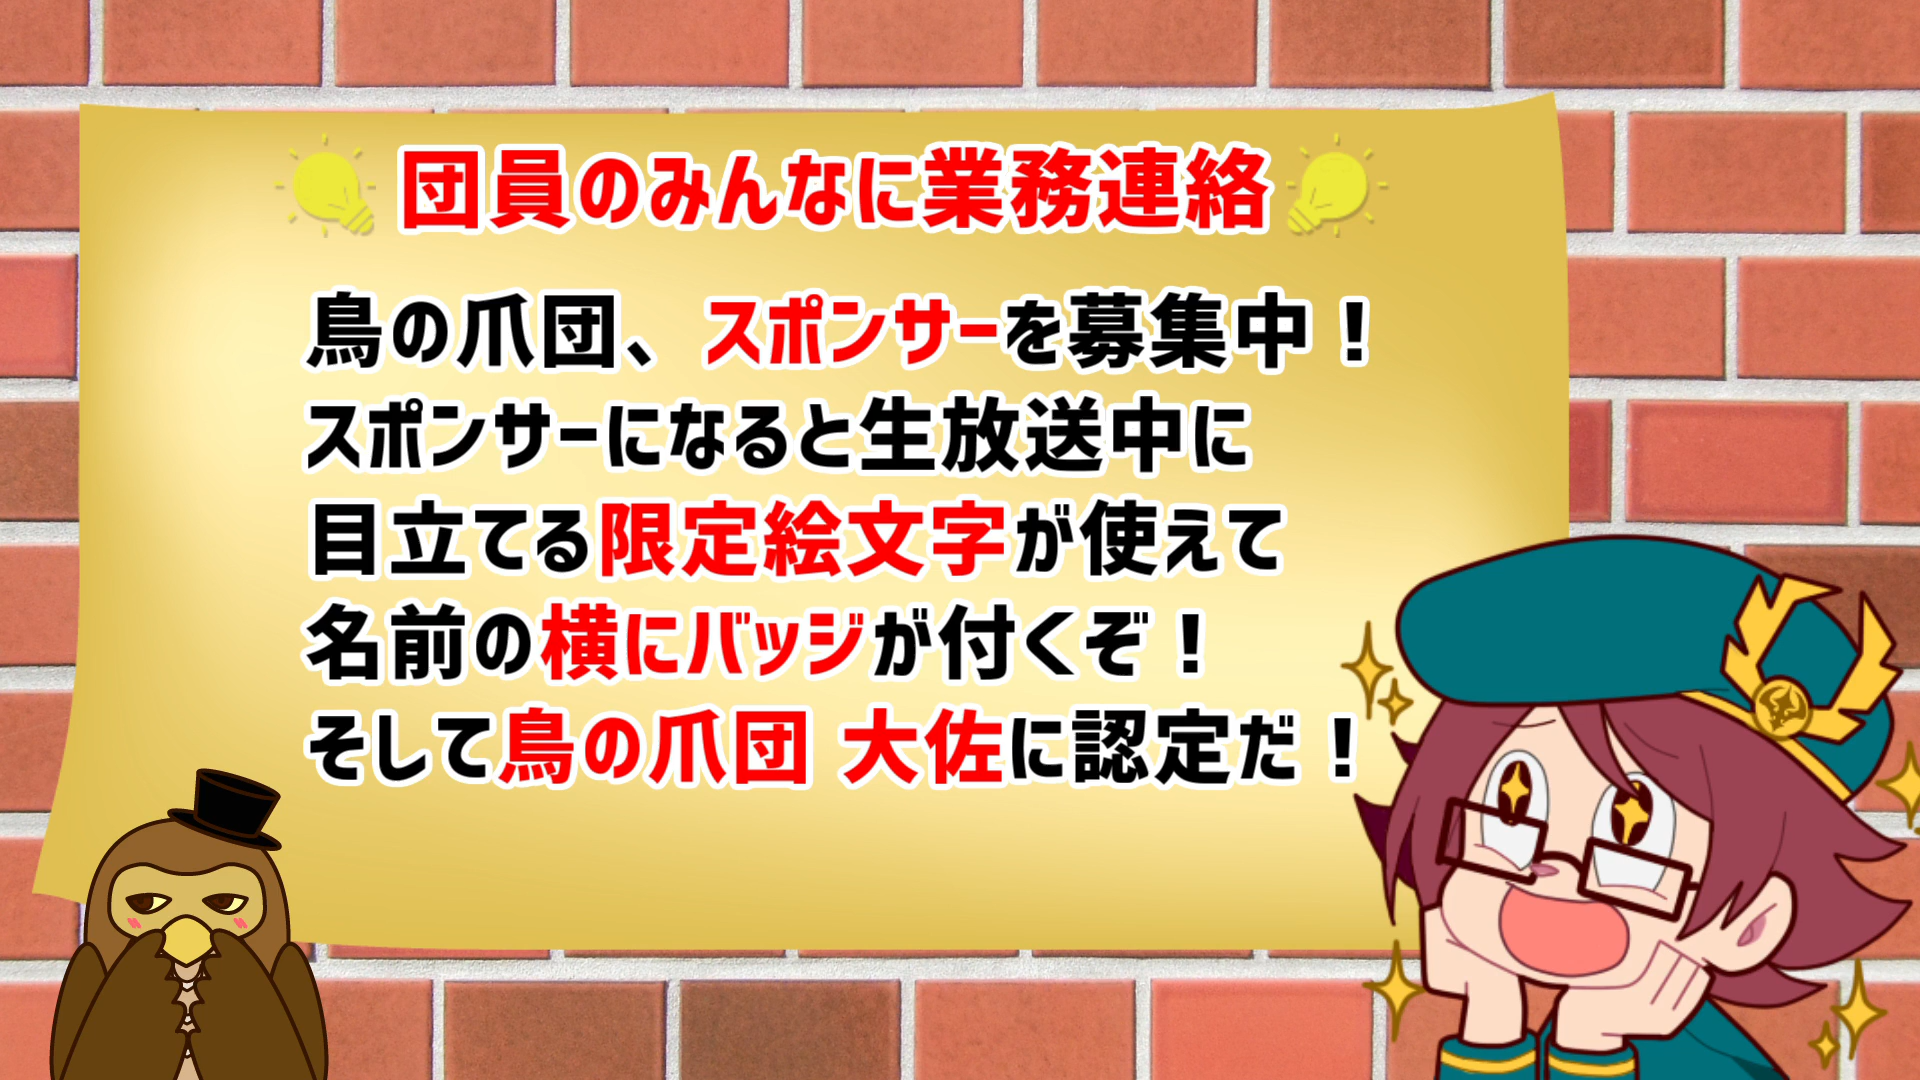 団員のみんなに業務連絡
鳥の爪団、スポンサーを募集中！
スポンサーになると生放送中に
目立てる限定絵文字が使えて
名前の横にバッジが付くぞ！
そして鳥の爪団 大佐に認定だ！